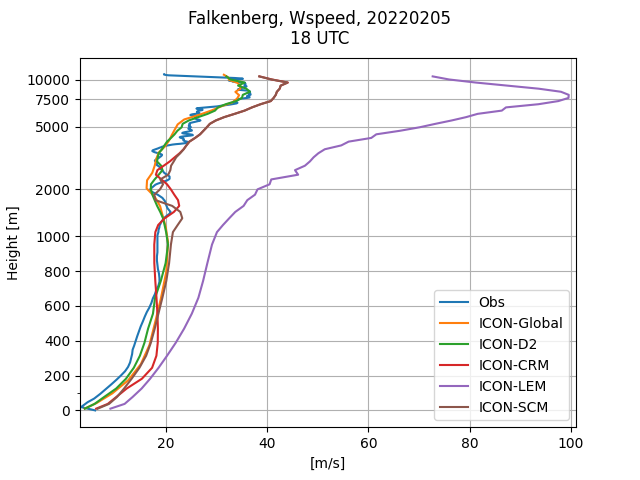 Falkenberg, Wspeed, 20220205
18 UTC
Height [m]
10000
7500
5000
2000
1000
800
600
400
200
0
20
40
60
80
100
[m/s]
Obs
ICON-Global
ICON-D2
ICON-CRM
ICON-LEM
ICON-SCM